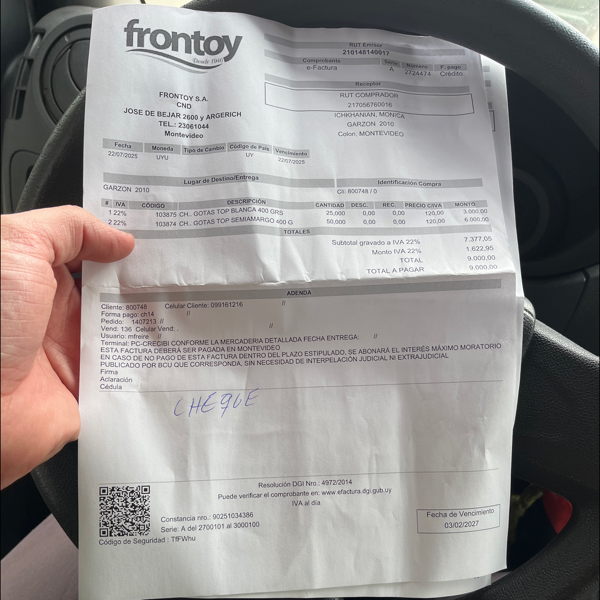 frontoy
Desde 1940
RUT Emisor
210148140017
Comprobante Serie Número F. pago
e-Factura A 2724474 Crédito
Receptor
RUT COMPRADOR
217056760016
ICHKHANIAN, MONICA
GARZON 2010
Colon, MONTEVIDEO
FRONTOY S.A.
CND
JOSE DE BEJAR 2600 y ARGERICH
TEL.: 23061044
Montevideo
Fecha Moneda Tipo de Cambio Código de País Vencimiento
22/07/2025 UYU UY 22/07/2025
Lugar de Destino/Entrega Identificación Compra
GARZON 2010 Cli: 800748 / 0
# IVA CÓDIGO DESCRIPCIÓN CANTIDAD DESC. REC. PRECIO C/IVA MONTO
1 22% 103875 CH.. GOTAS TOP BLANCA 400 GRS 25,000 0,00 0,00 120,00 3.000,00
2 22% 103874 CH.. GOTAS TOP SEMIAMARGO 400 G 50,000 0,00 0,00 120,00 6.000,00
TOTALES
Subtotal gravado a IVA 22% 7.377,05
Monto IVA 22% 1.622,95
TOTAL 9.000,00
TOTAL A PAGAR 9.000,00
ADENDA
Cliente: 800748 Celular Cliente: 099161216 //
Forma pago: ch14 //
Pedido: 1407213 //
Vend: 136 Celular Vend: . //
Usuario: mfreire //
Terminal: PC-FRECIBI CONFORME LA MERCADERIA DETALLADA FECHA ENTREGA: //
ESTA FACTURA DEBERÁ SER PAGADA EN MONTEVIDEO
EN CASO DE NO PAGO DE ESTA FACTURA DENTRO DEL PLAZO ESTIPULADO, SE ABONARÁ EL INTERÉS MÁXIMO MORATORIO
PUBLICADO POR BCU QUE CORRESPONDA, SIN NECESIDAD DE INTERPELACIÓN JUDICIAL NI EXTRAJUDICIAL
Firma
Aclaración
Cédula
CHEQUE
Resolución DGI Nro.: 4972/2014
Puede verificar el comprobante en: www.efactura.dgi.gub.uy
IVA al día
Constancia nro.: 90251034386
Serie: A del 2700101 al 3000100
Código de Seguridad : TfFWhu
Fecha de Vencimiento
03/02/2027